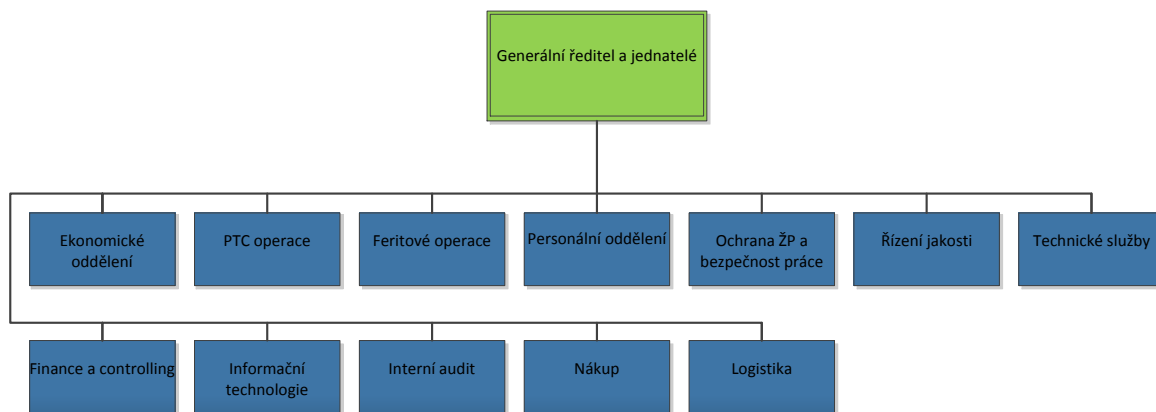 Generální ředitel a jednatelé
Ekonomické
oddělení
PTC operace
Feritové operace
Personální oddělení
Ochrana ŽP a
bezpečnost práce
Řízení jakosti
Technické služby
Finance a controlling
Informační
technologie
Interní audit
Nákup
Logistika